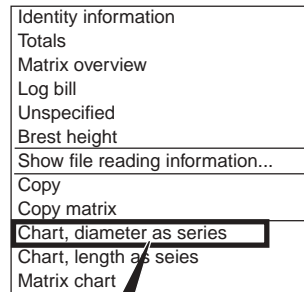 Identity information
Totals
Matrix overview
Log bill
Unspecified
Brest height
Show file reading information...
Copy
Copy matrix
Chart, diameter as series
Chart, length as seies
Matrix chart